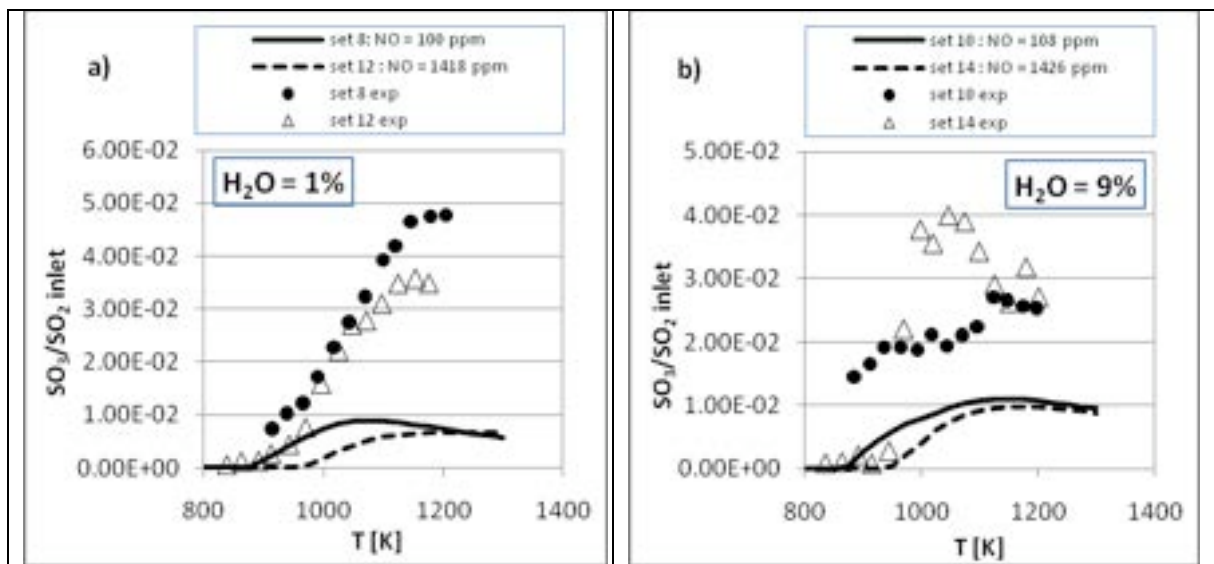 a)
set 8: NO = 100 ppm
set 12 : NO = 1418 ppm
set 8 exp
set 12 exp
6.00E-02
5.00E-02
4.00E-02
3.00E-02
2.00E-02
1.00E-02
0.00E+00
H₂O = 1%
SO₃/SO₂ inlet
800
1000
1200
1400
T [K]
b)
set 10 : NO = 108 ppm
set 14 : NO = 1426 ppm
set 10 exp
set 14 exp
5.00E-02
4.00E-02
3.00E-02
2.00E-02
1.00E-02
0.00E+00
H₂O = 9%
SO₃/SO₂ inlet
800
1000
1200
1400
T [K]